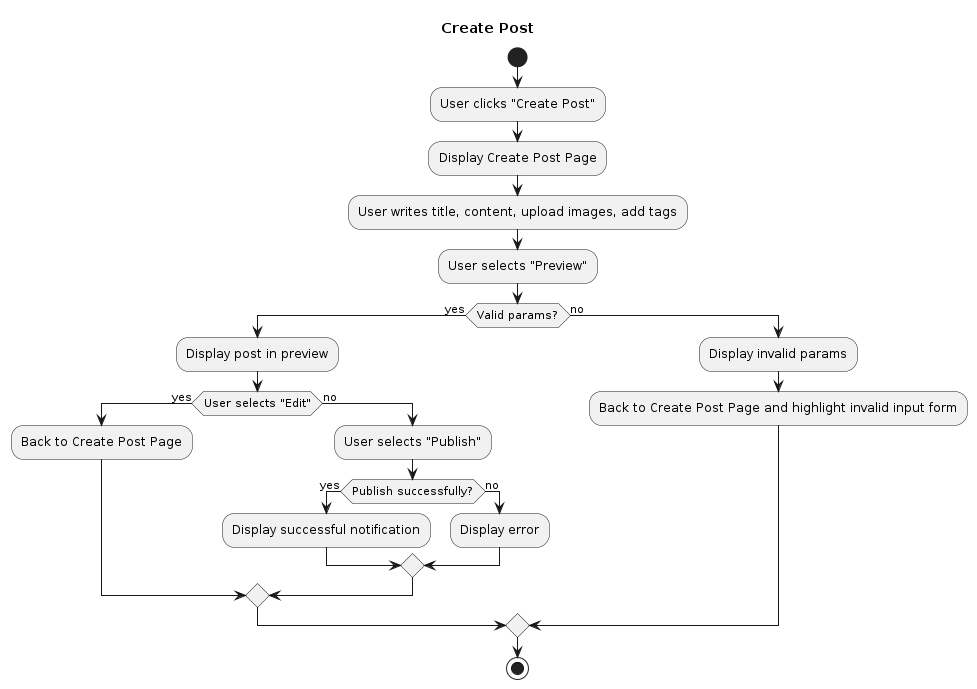 Create Post
User clicks "Create Post"
Display Create Post Page
User writes title, content, upload images, add tags
User selects "Preview"
yes
Valid params?
no
Display post in preview
Display invalid params
yes
User selects "Edit"
no
Back to Create Post Page and highlight invalid input form
Back to Create Post Page
User selects "Publish"
yes
Publish successfully?
no
Display successful notification
Display error